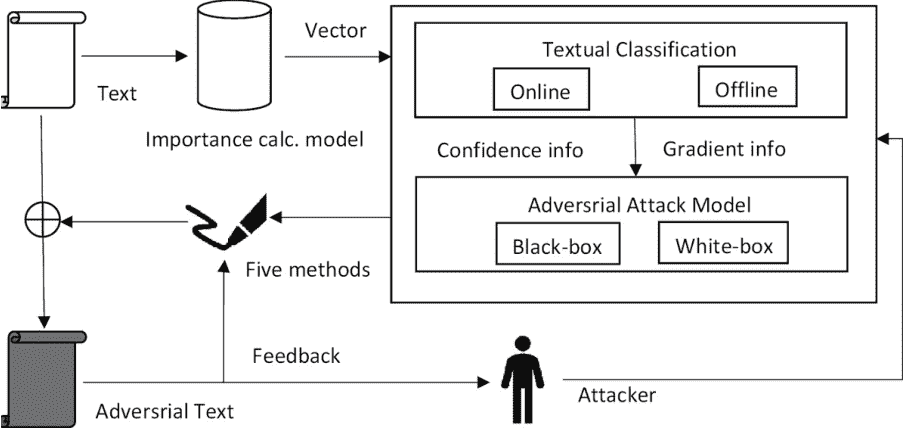 Text
Vector
Importance calc. model
Textual Classification
Online
Offline
Confidence info
Gradient info
Adversrial Attack Model
Black-box
White-box
Five methods
Feedback
Adversrial Text
Attacker